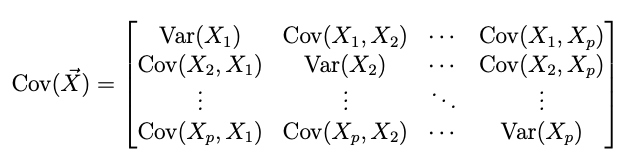 Var(X₁) Cov(X₁, X₂) ⋯ Cov(X₁, Xₚ)
Cov(X⃗) = Cov(X₂, X₁) Var(X₂) ⋯ Cov(X₂, Xₚ)
⋮ ⋮ ⋱ ⋮
Cov(Xₚ, X₁) Cov(Xₚ, X₂) ⋯ Var(Xₚ)